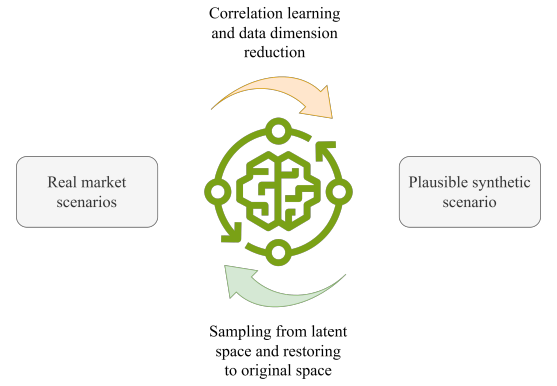 Correlation learning
and data dimension
reduction
Real market
scenarios
Plausible synthetic
scenario
Sampling from latent
space and restoring
to original space